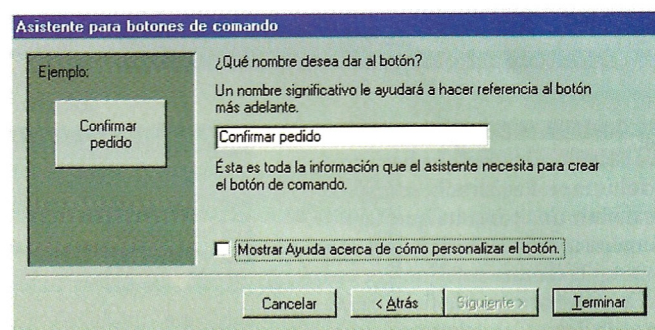 Asistente para botones de comando
Ejemplo:
Confirmar
pedido
¿Qué nombre desea dar al botón?
Un nombre significativo le ayudará a hacer referencia al botón
más adelante.
Confirmar pedido
Ésta es toda la información que el asistente necesita para crear
el botón de comando.
Mostrar Ayuda acerca de cómo personalizar el botón.
Cancelar
< Atrás
Siguiente >
Terminar